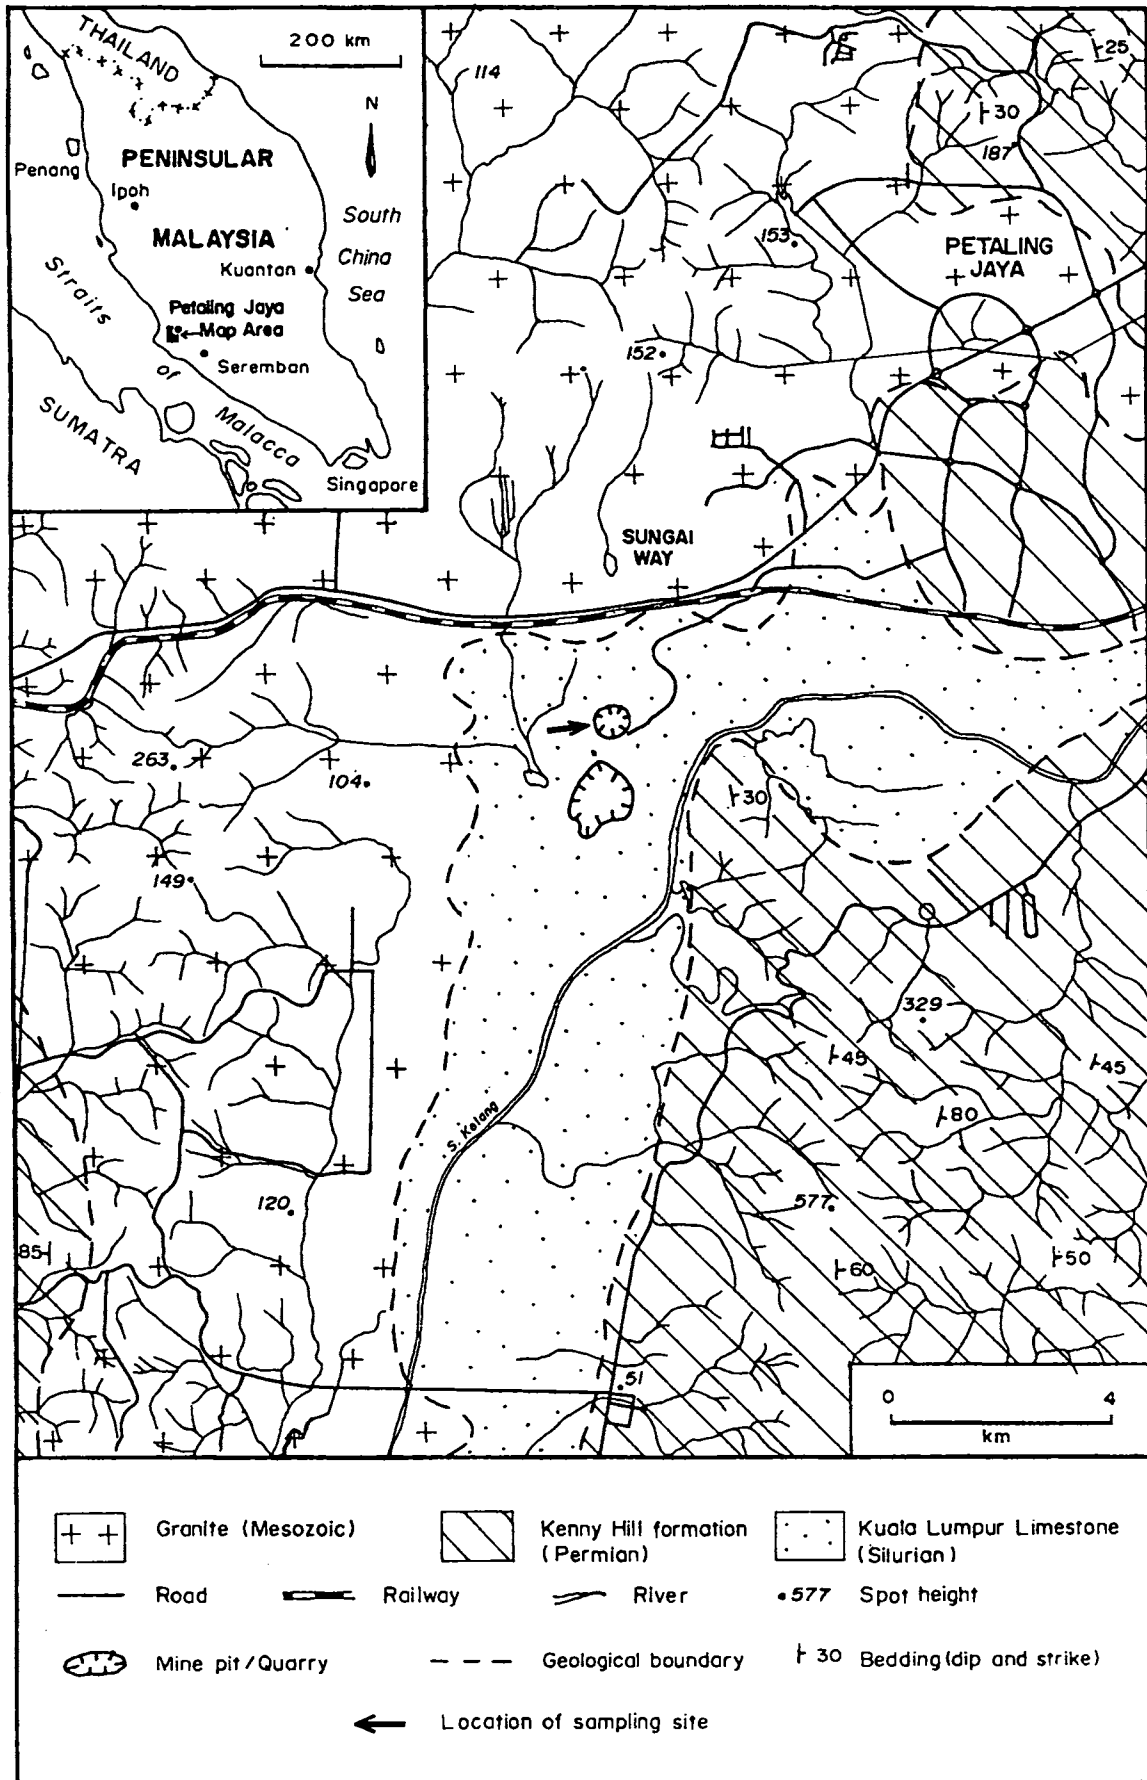 THAILAND
200 km
N
Penang
PENINSULAR
Ipoh
MALAYSIA
Kuantan
South
China
Sea
Straits
of
Malacca
Petaling Jaya
Map Area
Seremban
SUMATRA
Singapore
114
25
30
187
153
PETALING
JAYA
152
SUNGAI
WAY
263
104
30
149
329
45
45
80
S. Kelang
120
577
85
60
50
51
0 4
km
Granite (Mesozoic)
Kenny Hill formation
(Permian)
Kuala Lumpur Limestone
(Silurian)
Road
Railway
River
577 Spot height
Mine pit/Quarry
Geological boundary
30 Bedding (dip and strike)
Location of sampling site